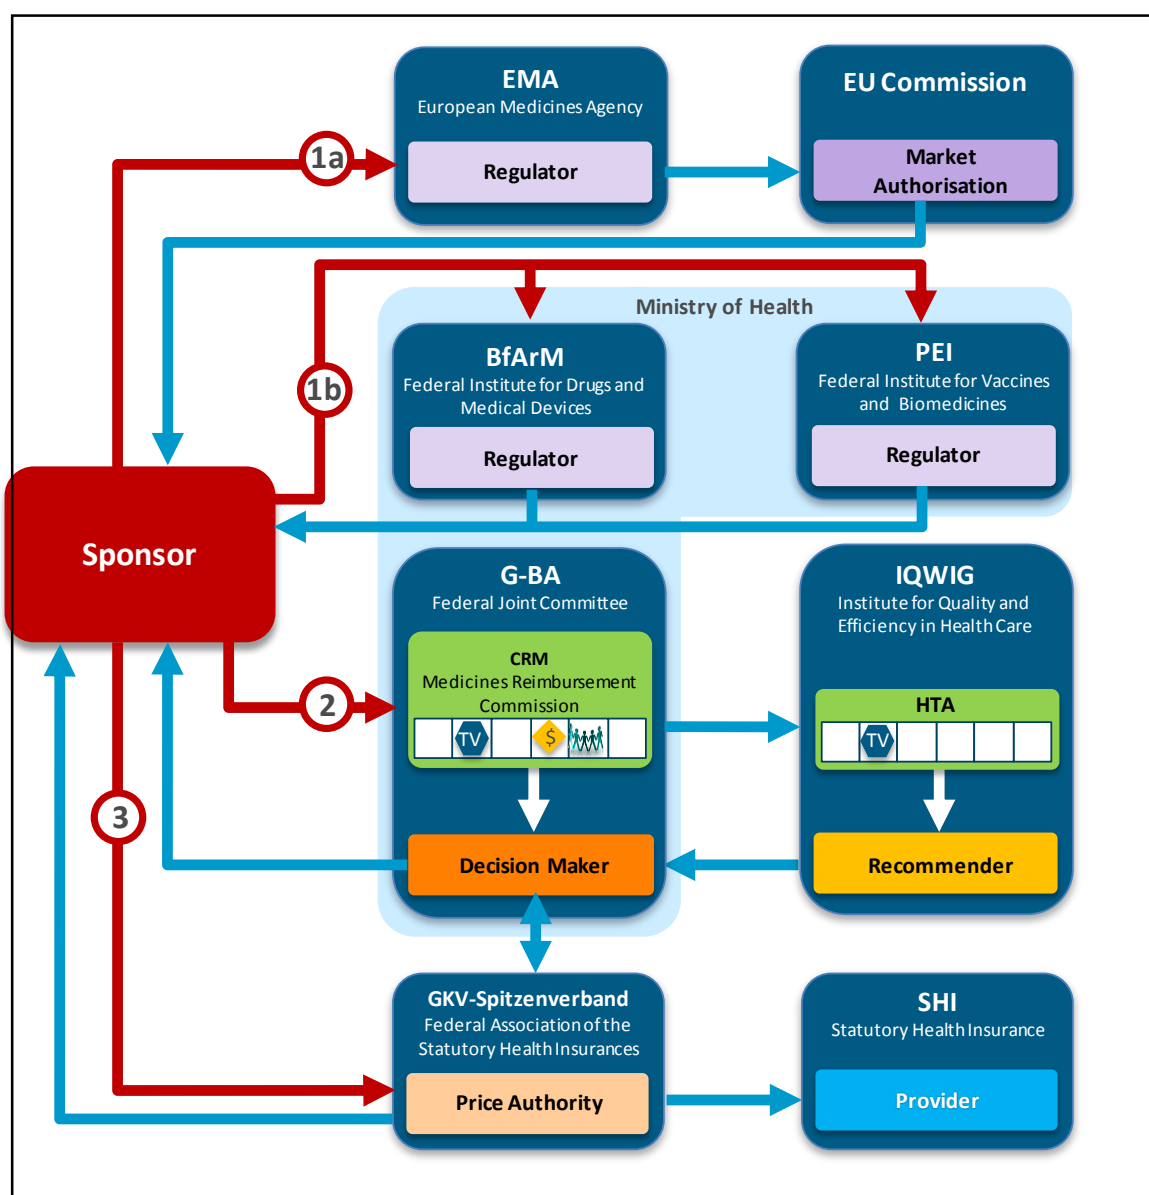 EMA
European Medicines Agency
Regulator
EU Commission
Market
Authorisation
1a
Ministry of Health
BfArM
Federal Institute for Drugs and
Medical Devices
Regulator
PEI
Federal Institute for Vaccines
and Biomedicines
Regulator
1b
Sponsor
G-BA
Federal Joint Committee
CRM
Medicines Reimbursement
Commission
TV
$
Decision Maker
IQWIG
Institute for Quality and
Efficiency in Health Care
HTA
TV
Recommender
2
3
GKV-Spitzenverband
Federal Association of the
Statutory Health Insurances
Price Authority
SHI
Statutory Health Insurance
Provider